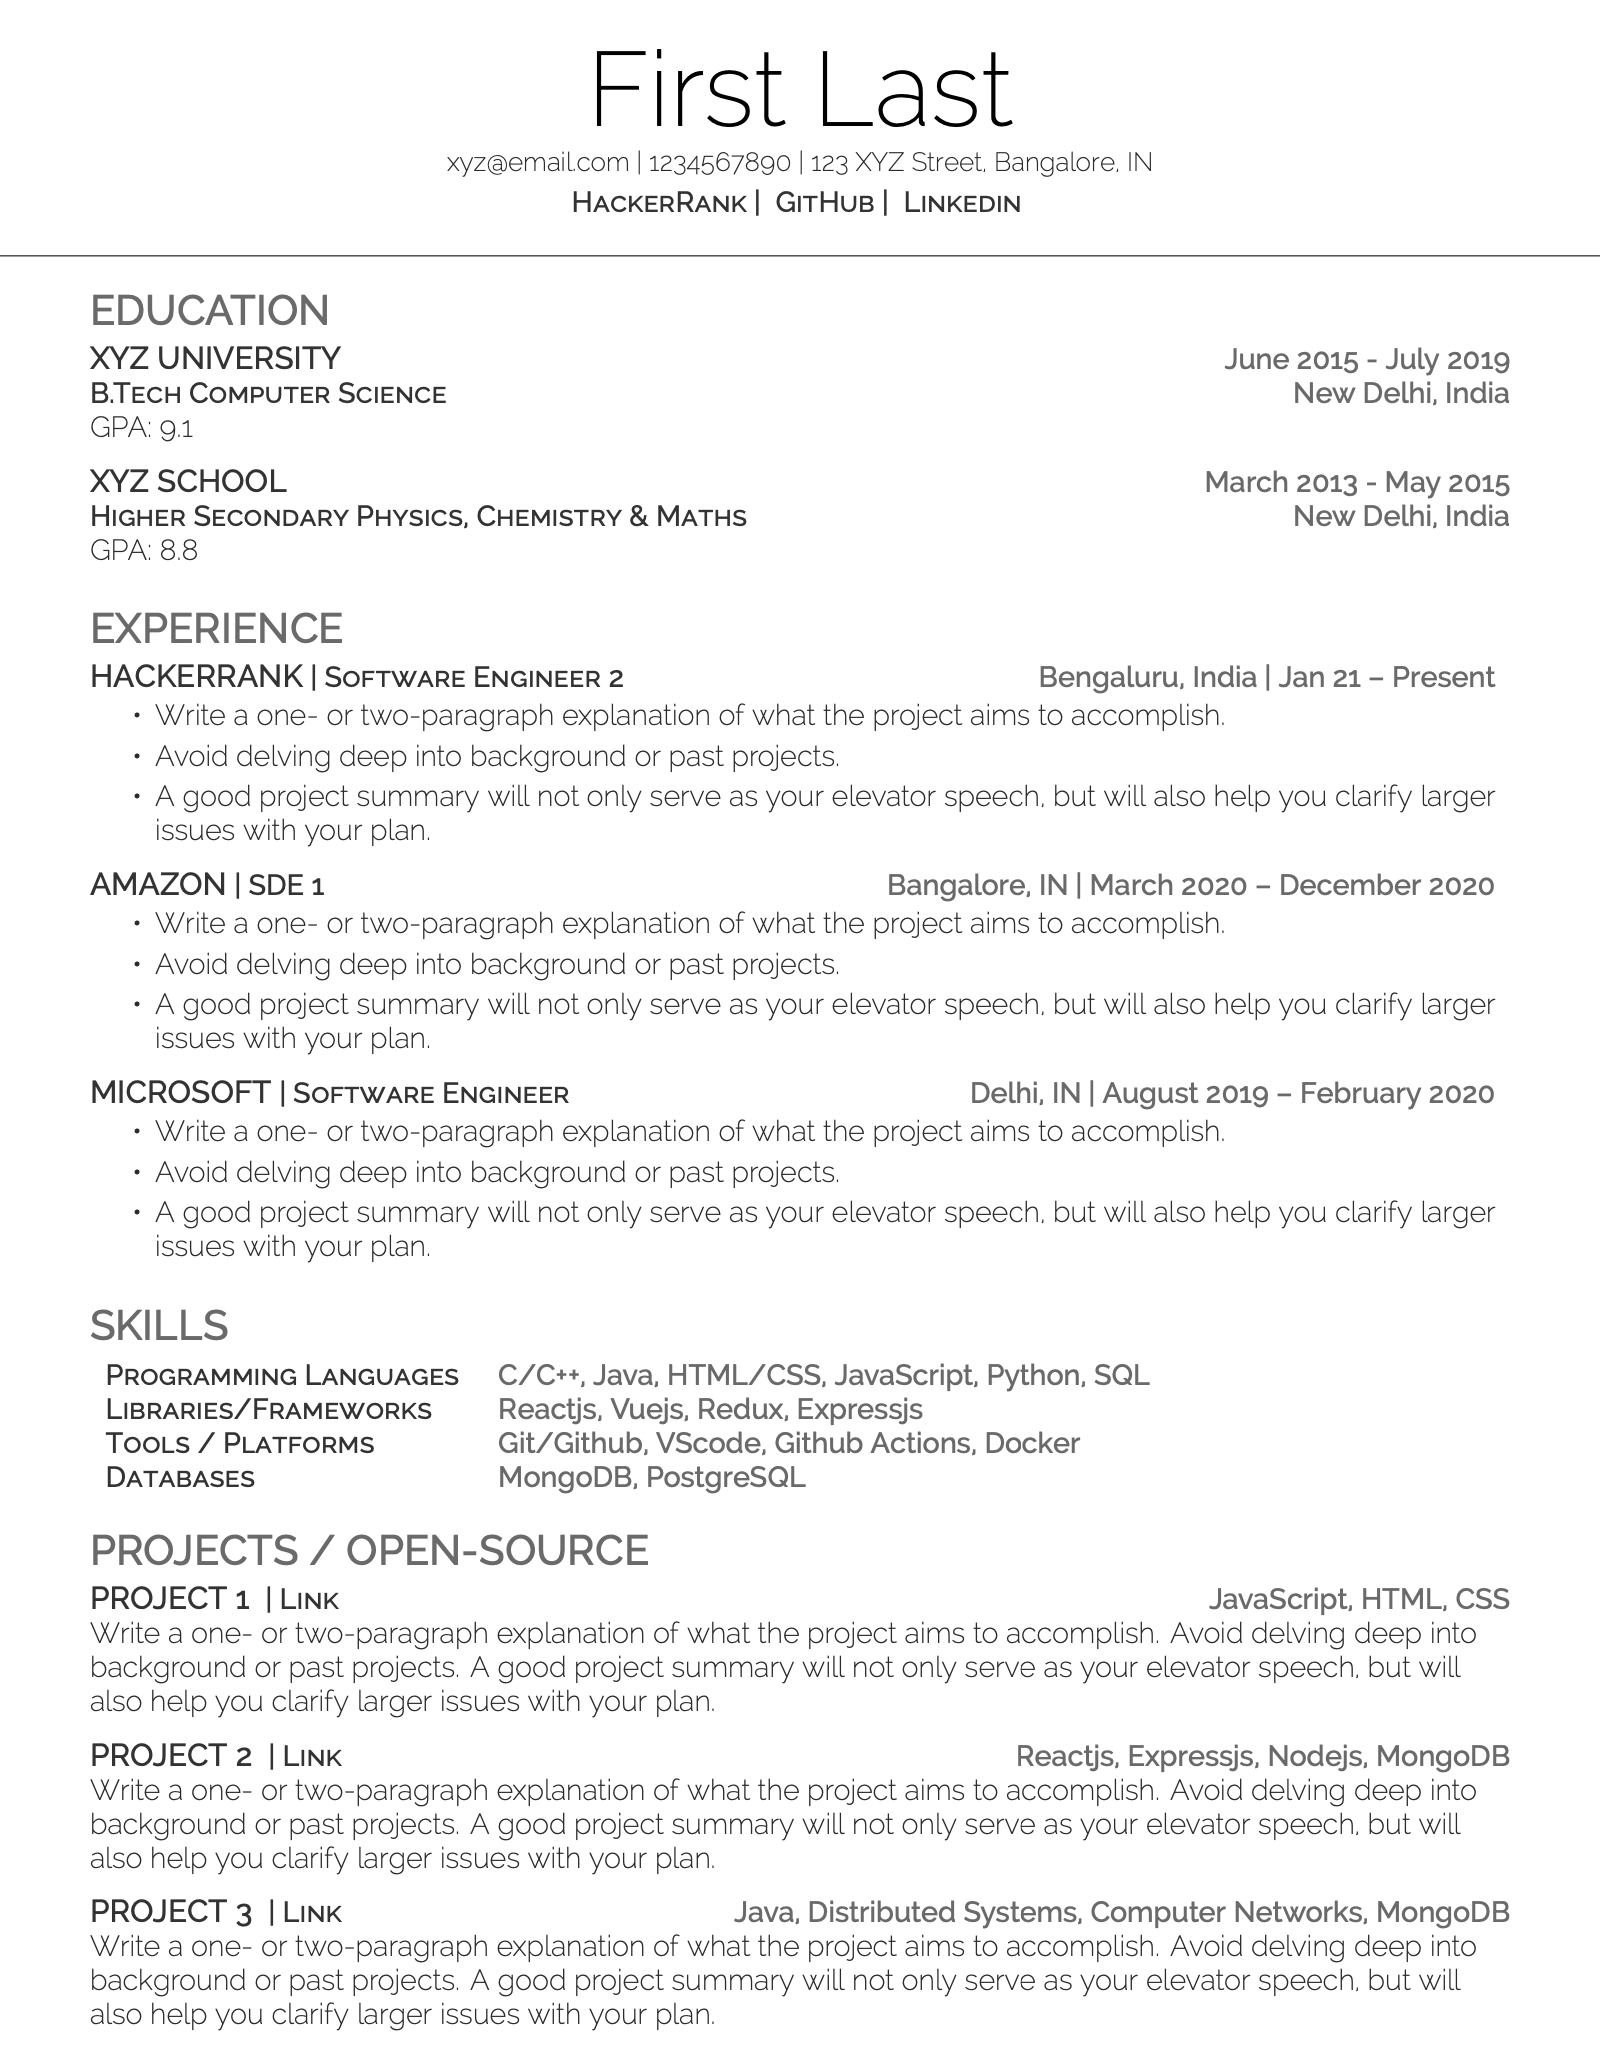 First Last
xyz@email.com | 1234567890 | 123 XYZ Street, Bangalore, IN
HackerRank | GitHub | Linkedin
EDUCATION
XYZ UNIVERSITY June 2015 - July 2019
B.Tech Computer Science New Delhi, India
GPA: 9.1
XYZ SCHOOL March 2013 - May 2015
Higher Secondary Physics, Chemistry & Maths New Delhi, India
GPA: 8.8
EXPERIENCE
HACKERRANK | Software Engineer 2 Bengaluru, India | Jan 21 – Present
• Write a one- or two-paragraph explanation of what the project aims to accomplish.
• Avoid delving deep into background or past projects.
• A good project summary will not only serve as your elevator speech, but will also help you clarify larger
issues with your plan.
AMAZON | SDE 1 Bangalore, IN | March 2020 – December 2020
• Write a one- or two-paragraph explanation of what the project aims to accomplish.
• Avoid delving deep into background or past projects.
• A good project summary will not only serve as your elevator speech, but will also help you clarify larger
issues with your plan.
MICROSOFT | Software Engineer Delhi, IN | August 2019 – February 2020
• Write a one- or two-paragraph explanation of what the project aims to accomplish.
• Avoid delving deep into background or past projects.
• A good project summary will not only serve as your elevator speech, but will also help you clarify larger
issues with your plan.
SKILLS
Programming Languages C/C++, Java, HTML/CSS, JavaScript, Python, SQL
Libraries/Frameworks Reactjs, Vuejs, Redux, Expressjs
Tools / Platforms Git/Github, VScode, Github Actions, Docker
Databases MongoDB, PostgreSQL
PROJECTS / OPEN-SOURCE
PROJECT 1 | Link JavaScript, HTML, CSS
Write a one- or two-paragraph explanation of what the project aims to accomplish. Avoid delving deep into
background or past projects. A good project summary will not only serve as your elevator speech, but will
also help you clarify larger issues with your plan.
PROJECT 2 | Link Reactjs, Expressjs, Nodejs, MongoDB
Write a one- or two-paragraph explanation of what the project aims to accomplish. Avoid delving deep into
background or past projects. A good project summary will not only serve as your elevator speech, but will
also help you clarify larger issues with your plan.
PROJECT 3 | Link Java, Distributed Systems, Computer Networks, MongoDB
Write a one- or two-paragraph explanation of what the project aims to accomplish. Avoid delving deep into
background or past projects. A good project summary will not only serve as your elevator speech, but will
also help you clarify larger issues with your plan.